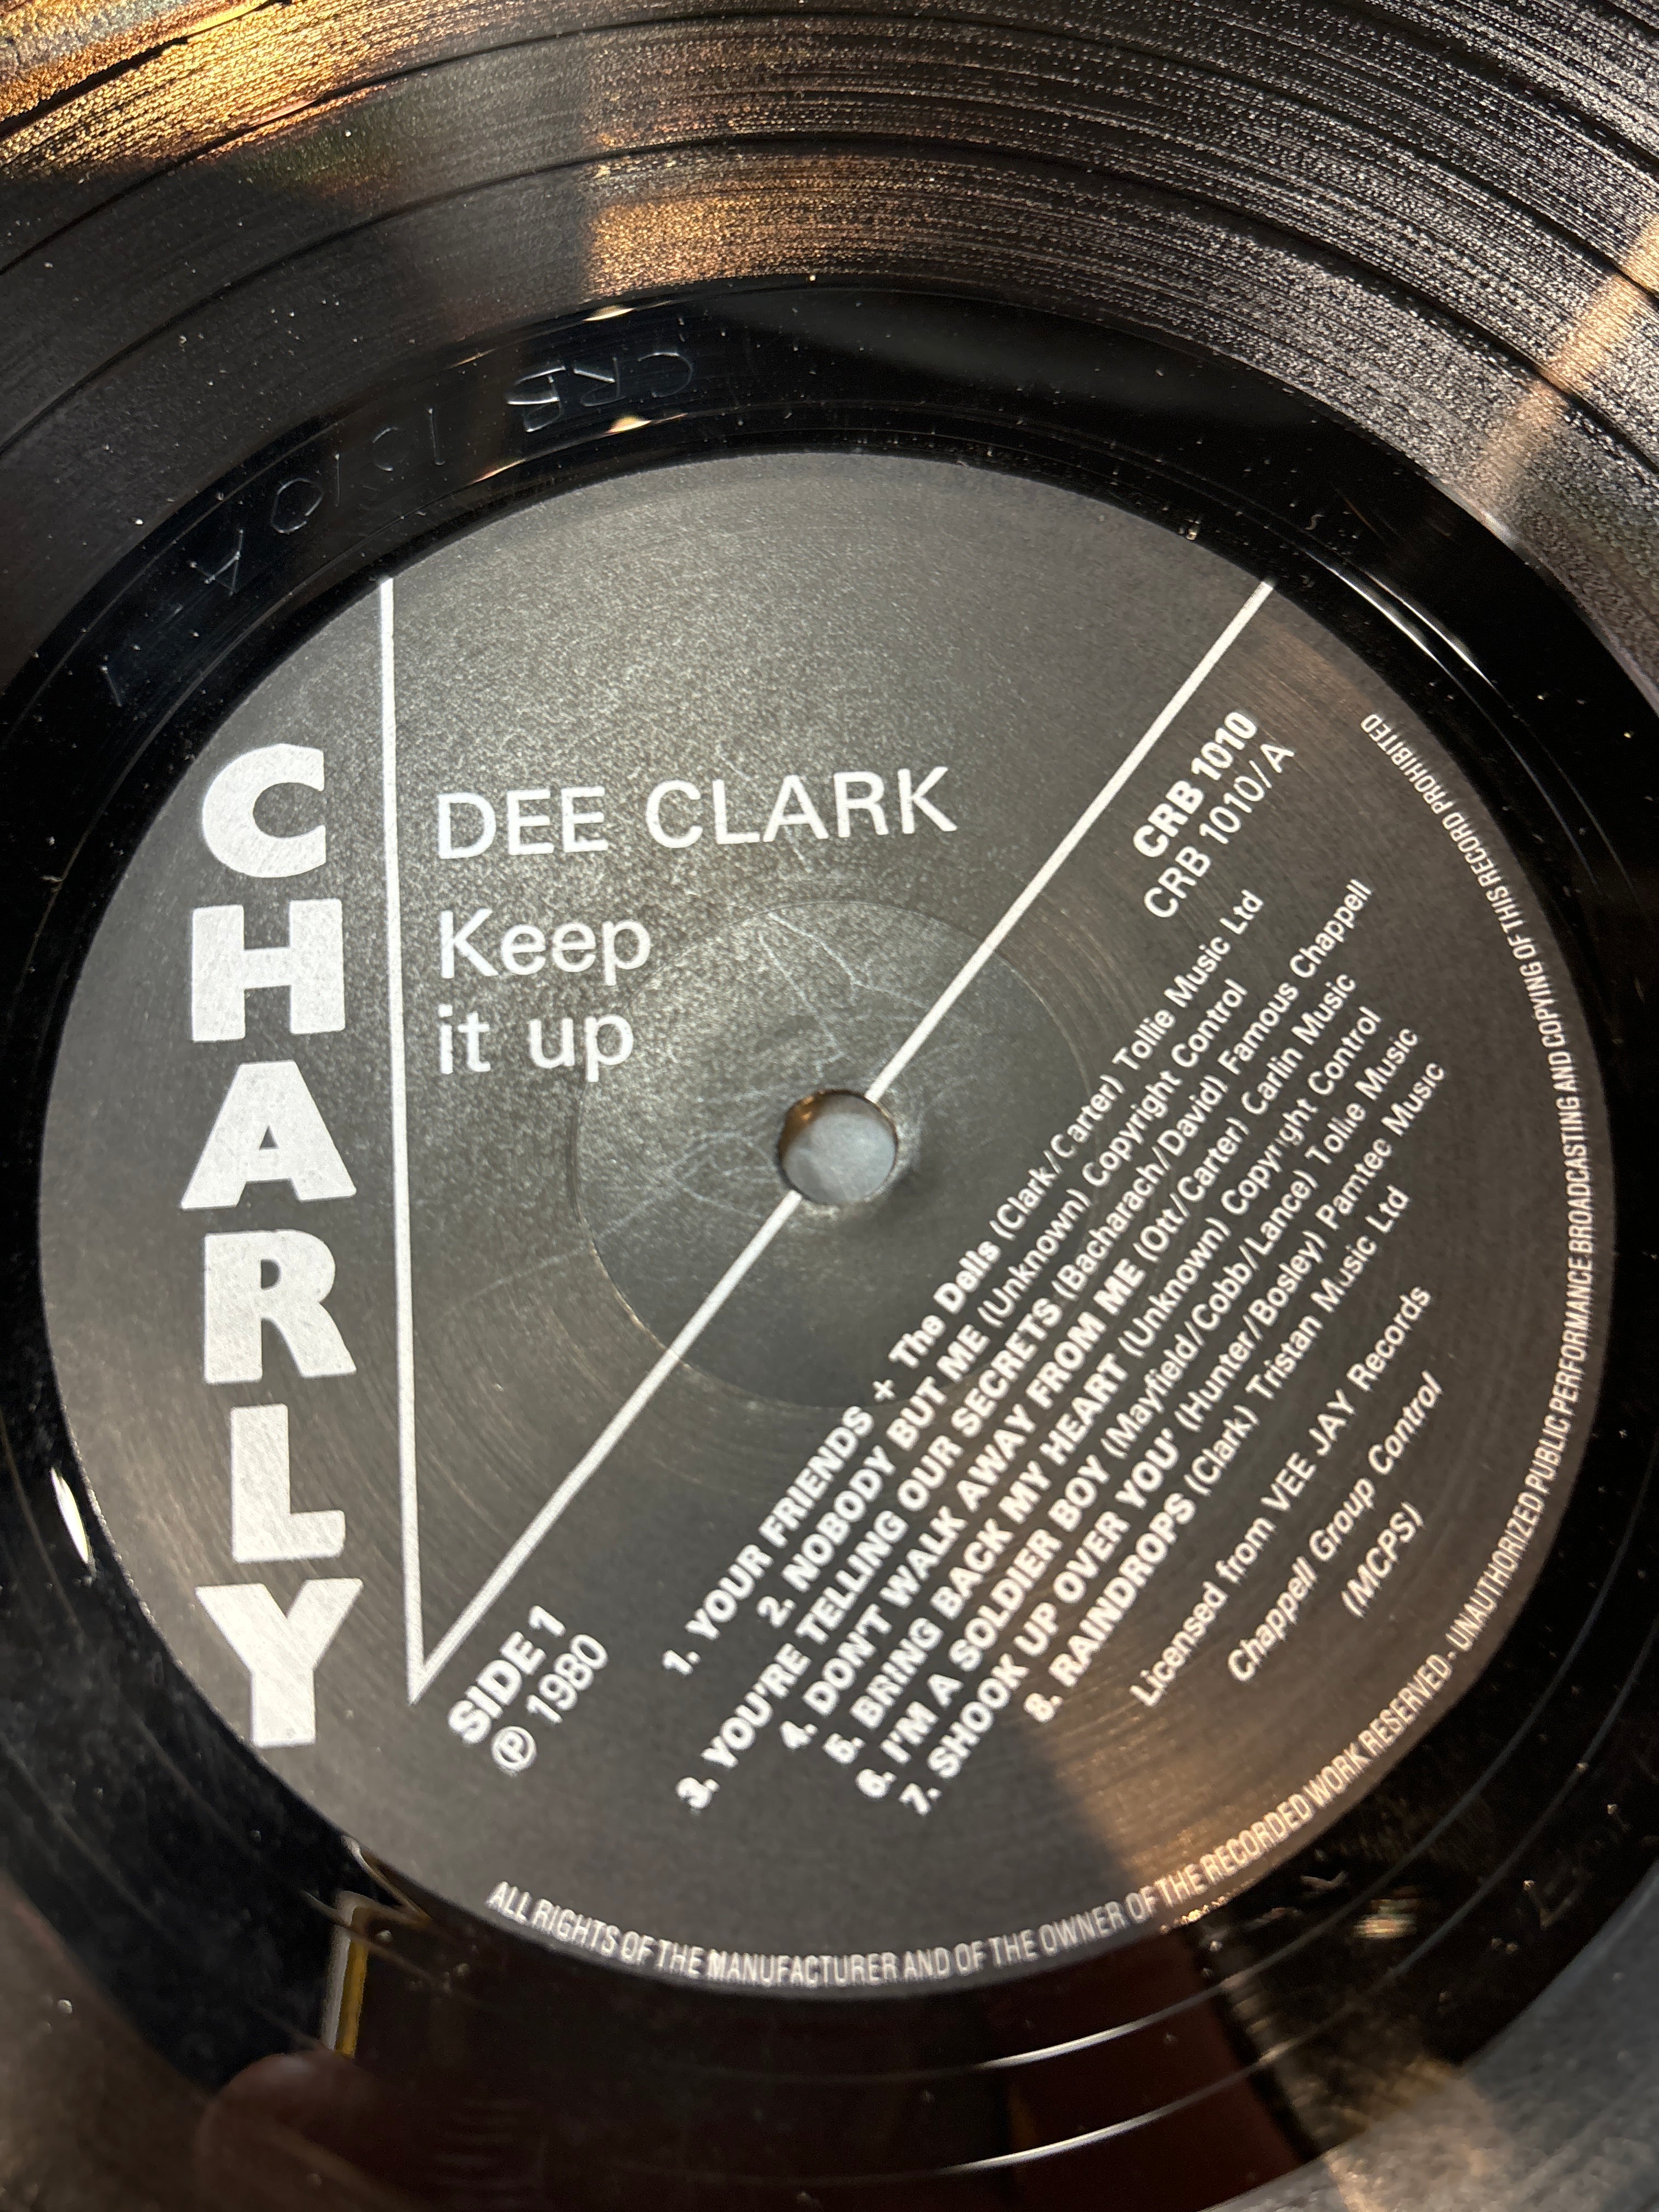 CRB 1010 A
CHARLY
DEE CLARK
Keep
it up
CRB 1010
CRB 1010/A
SIDE 1
℗ 1980
1. YOUR FRIENDS + The Dells (Clark/Carter) Tollie Music Ltd
2. NOBODY BUT ME (Unknown) Copyright Control
3. YOU'RE TELLING OUR SECRETS (Bacharach/David) Famous Chappell
4. DON'T WALK AWAY FROM ME (Ott/Carter) Carlin Music
5. BRING BACK MY HEART (Unknown) Copyright Control
6. I'M A SOLDIER BOY (Mayfield/Cobb/Lance) Tollie Music
7. SHOOK UP OVER YOU' (Hunter/Bosley) Pamtec Music
8. RAINDROPS (Clark) Tristan Music Ltd
Licensed from VEE JAY Records
Chappell Group Control
(MCPS)
ALL RIGHTS OF THE MANUFACTURER AND OF THE OWNER OF THE RECORDED WORK RESERVED - UNAUTHORIZED PUBLIC PERFORMANCE BROADCASTING AND COPYING OF THIS RECORD PROHIBITED